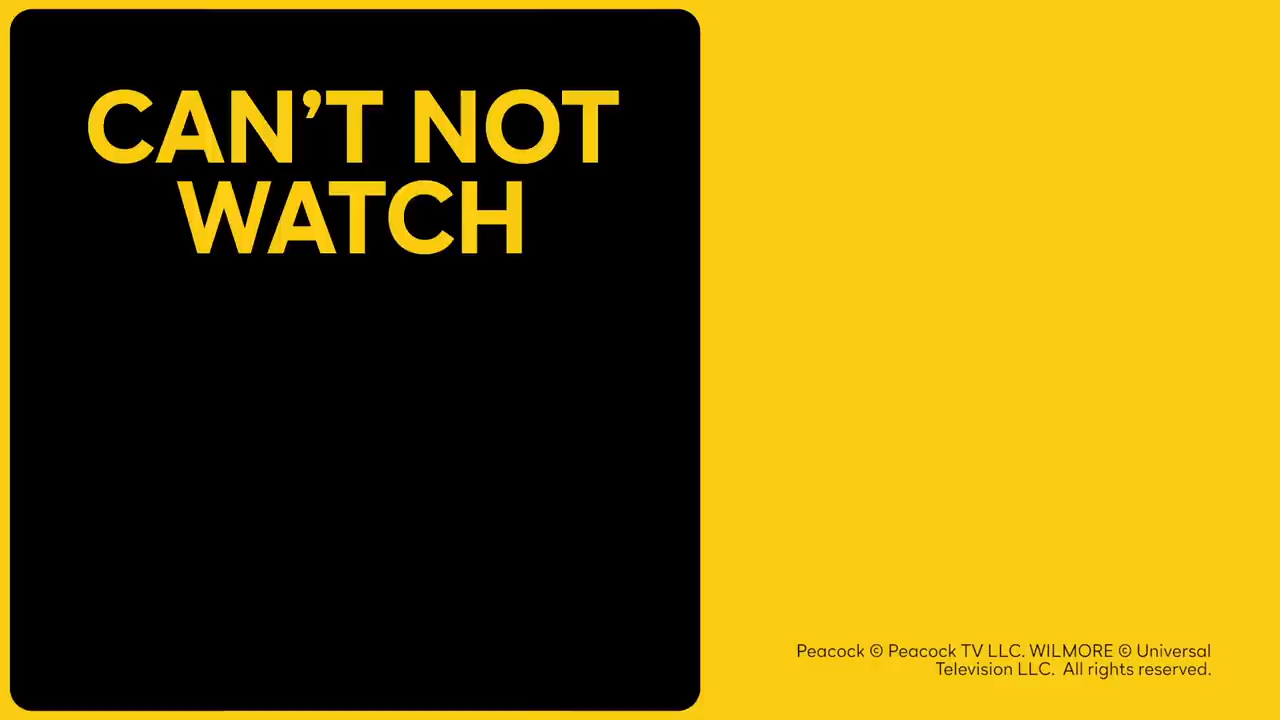 CAN’T NOT
WATCH
Peacock © Peacock TV LLC. WILMORE © Universal
Television LLC.  All rights reserved.